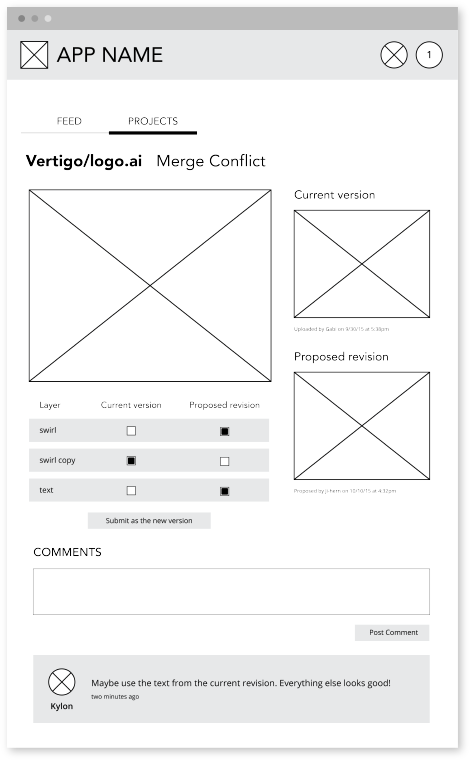 APP NAME
1
FEED PROJECTS
Vertigo/logo.ai Merge Conflict
Current version
Uploaded by Gabi on 9/30/15 at 5:30pm
Proposed revision
Proposed by on 12/10/15 at 4:32pm
Layer Current version Proposed revision
swirl
swirl copy
text
Submit as the new version
COMMENTS
Post Comment
Maybe use the text from the current revision. Everything else looks good!
two minutes ago
Kylon